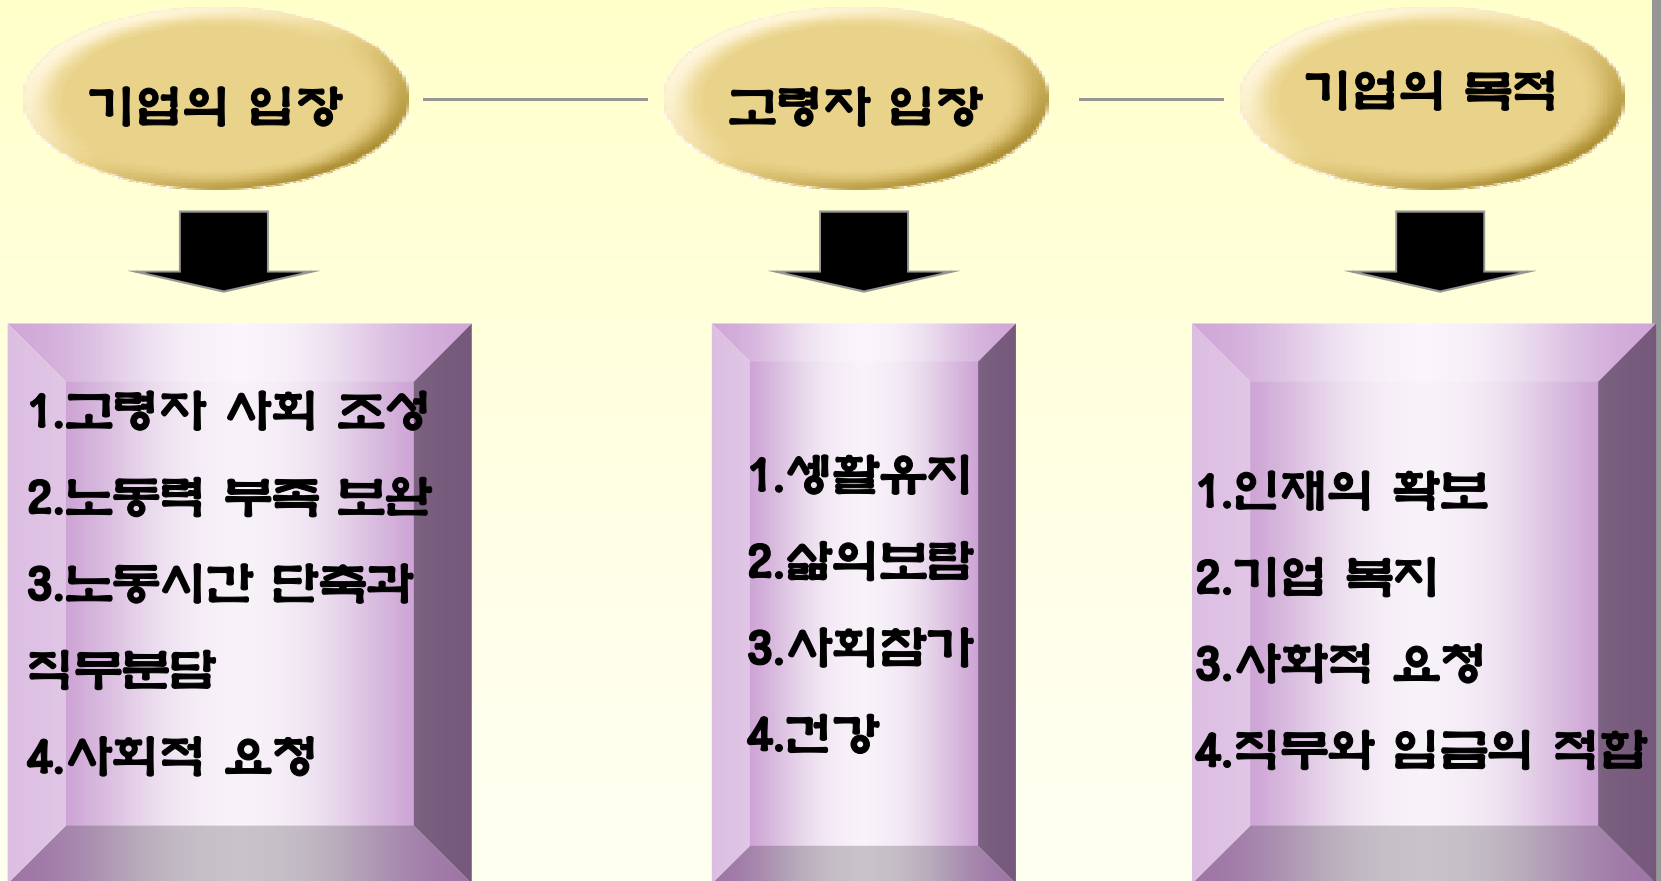 기업의 입장
1.고령자 사회 조성
2.노동력 부족 보완
3.노동시간 단축과
직무분담
4.사회적 요청
고령자 입장
1.생활유지
2.삶의보람
3.사회참가
4.건강
기업의 목적
1.인재의 확보
2.기업 복지
3.사화적 요청
4.직무와 임금의 적합